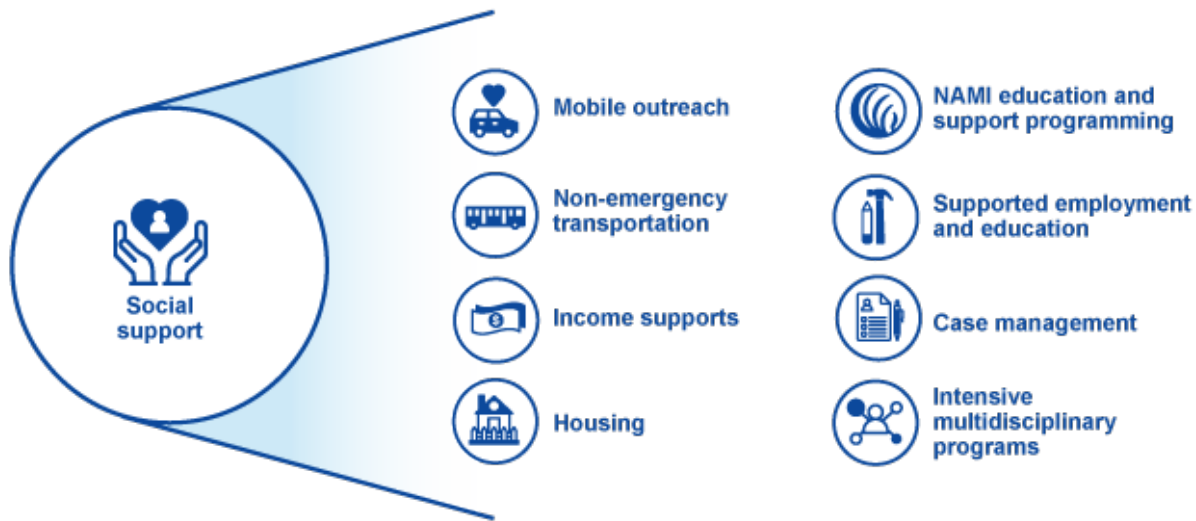 Social
support
Mobile outreach
Non-emergency
transportation
Income supports
Housing
NAMI education and
support programming
Supported employment
and education
Case management
Intensive
multidisciplinary
programs